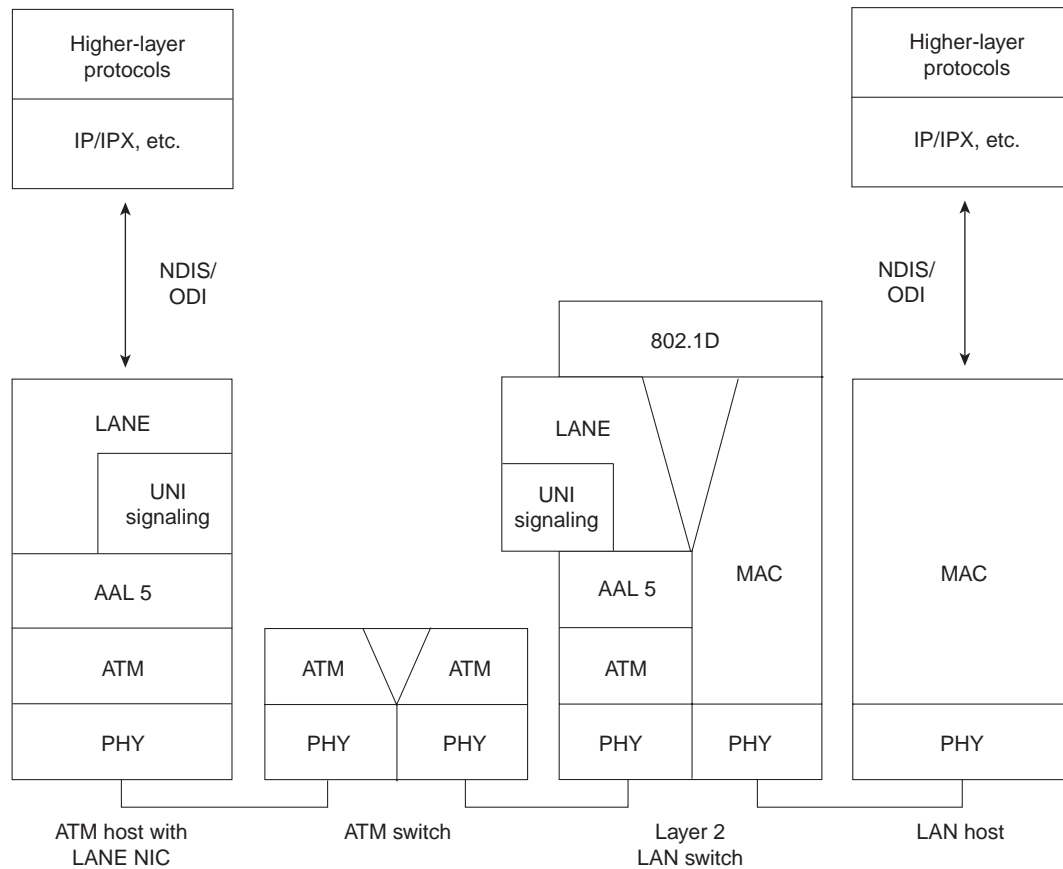 Higher-layer
protocols
IP/IPX, etc.
NDIS/
ODI
LANE
UNI
signaling
AAL 5
ATM
PHY
ATM host with
LANE NIC
ATM
ATM
PHY
PHY
ATM switch
802.1D
LANE
UNI
signaling
AAL 5
ATM
PHY
MAC
PHY
Layer 2
LAN switch
Higher-layer
protocols
IP/IPX, etc.
NDIS/
ODI
MAC
PHY
LAN host